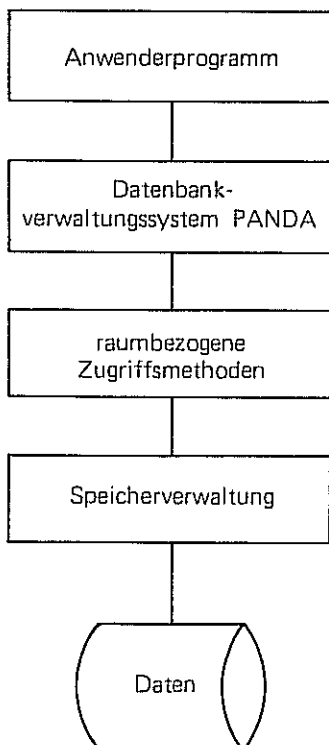 Anwenderprogramm
Datenbank-
verwaltungssystem PANDA
raumbezogene
Zugriffsmethoden
Speicherverwaltung
Daten